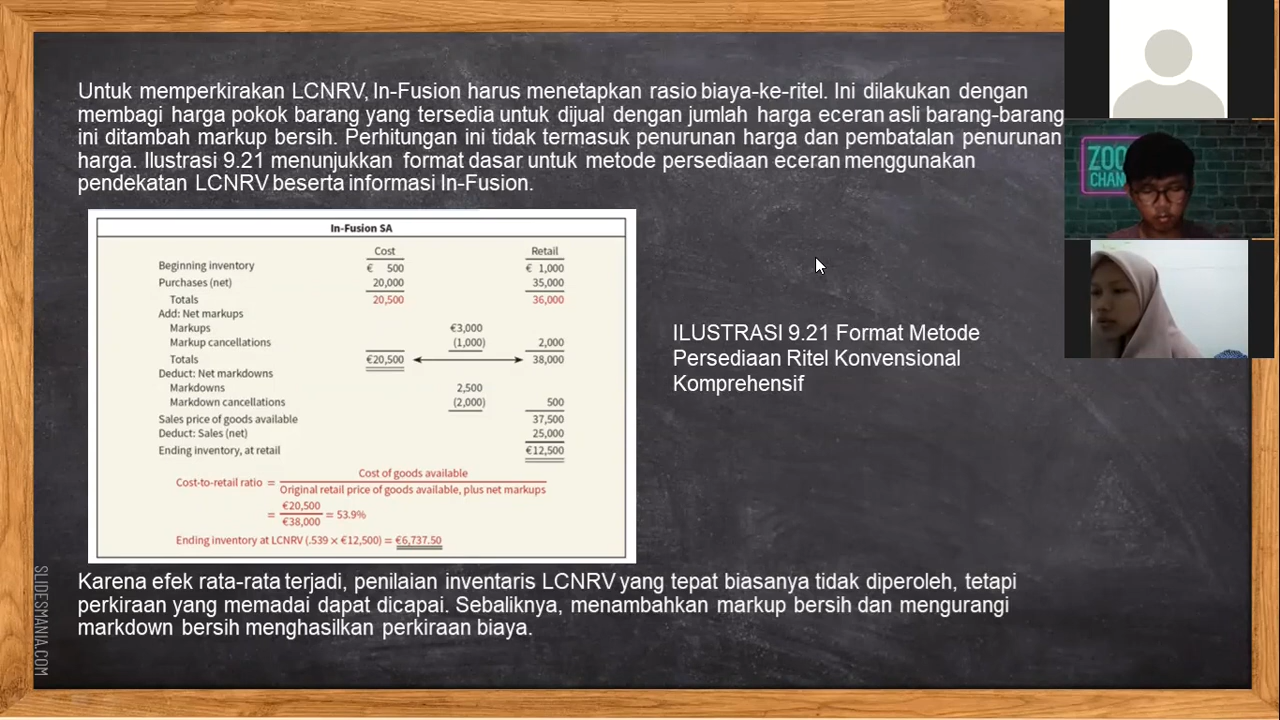 Untuk memperkirakan LCNRV, In-Fusion harus menetapkan rasio biaya-ke-ritel. Ini dilakukan dengan
membagi harga pokok barang yang tersedia untuk dijual dengan jumlah harga eceran asli barang-barang
ini ditambah markup bersih. Perhitungan ini tidak termasuk penurunan harga dan pembatalan penurunan
harga. Ilustrasi 9.21 menunjukkan format dasar untuk metode persediaan eceran menggunakan
pendekatan LCNRV beserta informasi In-Fusion.
In-Fusion SA
Cost Retail
Beginning inventory € 500 € 1,000
Purchases (net) 20,000 35,000
Totals 20,500 36,000
Add: Net markups
Markups €3,000
Markup cancellations (1,000) 2,000
Totals €20,500 38,000
Deduct: Net markdowns
Markdowns 2,500
Markdown cancellations (2,000) 500
Sales price of goods available 37,500
Deduct: Sales (net) 25,000
Ending inventory, at retail €12,500
Cost-to-retail ratio = Cost of goods available
Original retail price of goods available, plus net markups
= €20,500
€38,000 = 53.9%
Ending inventory at LCNRV (.539 × €12,500) = €6,737.50
ILUSTRASI 9.21 Format Metode
Persediaan Ritel Konvensional
Komprehensif
Karena efek rata-rata terjadi, penilaian inventaris LCNRV yang tepat biasanya tidak diperoleh, tetapi
perkiraan yang memadai dapat dicapai. Sebaliknya, menambahkan markup bersih dan mengurangi
markdown bersih menghasilkan perkiraan biaya.
SLIDESMANIA.COM
ZOO
CHAN